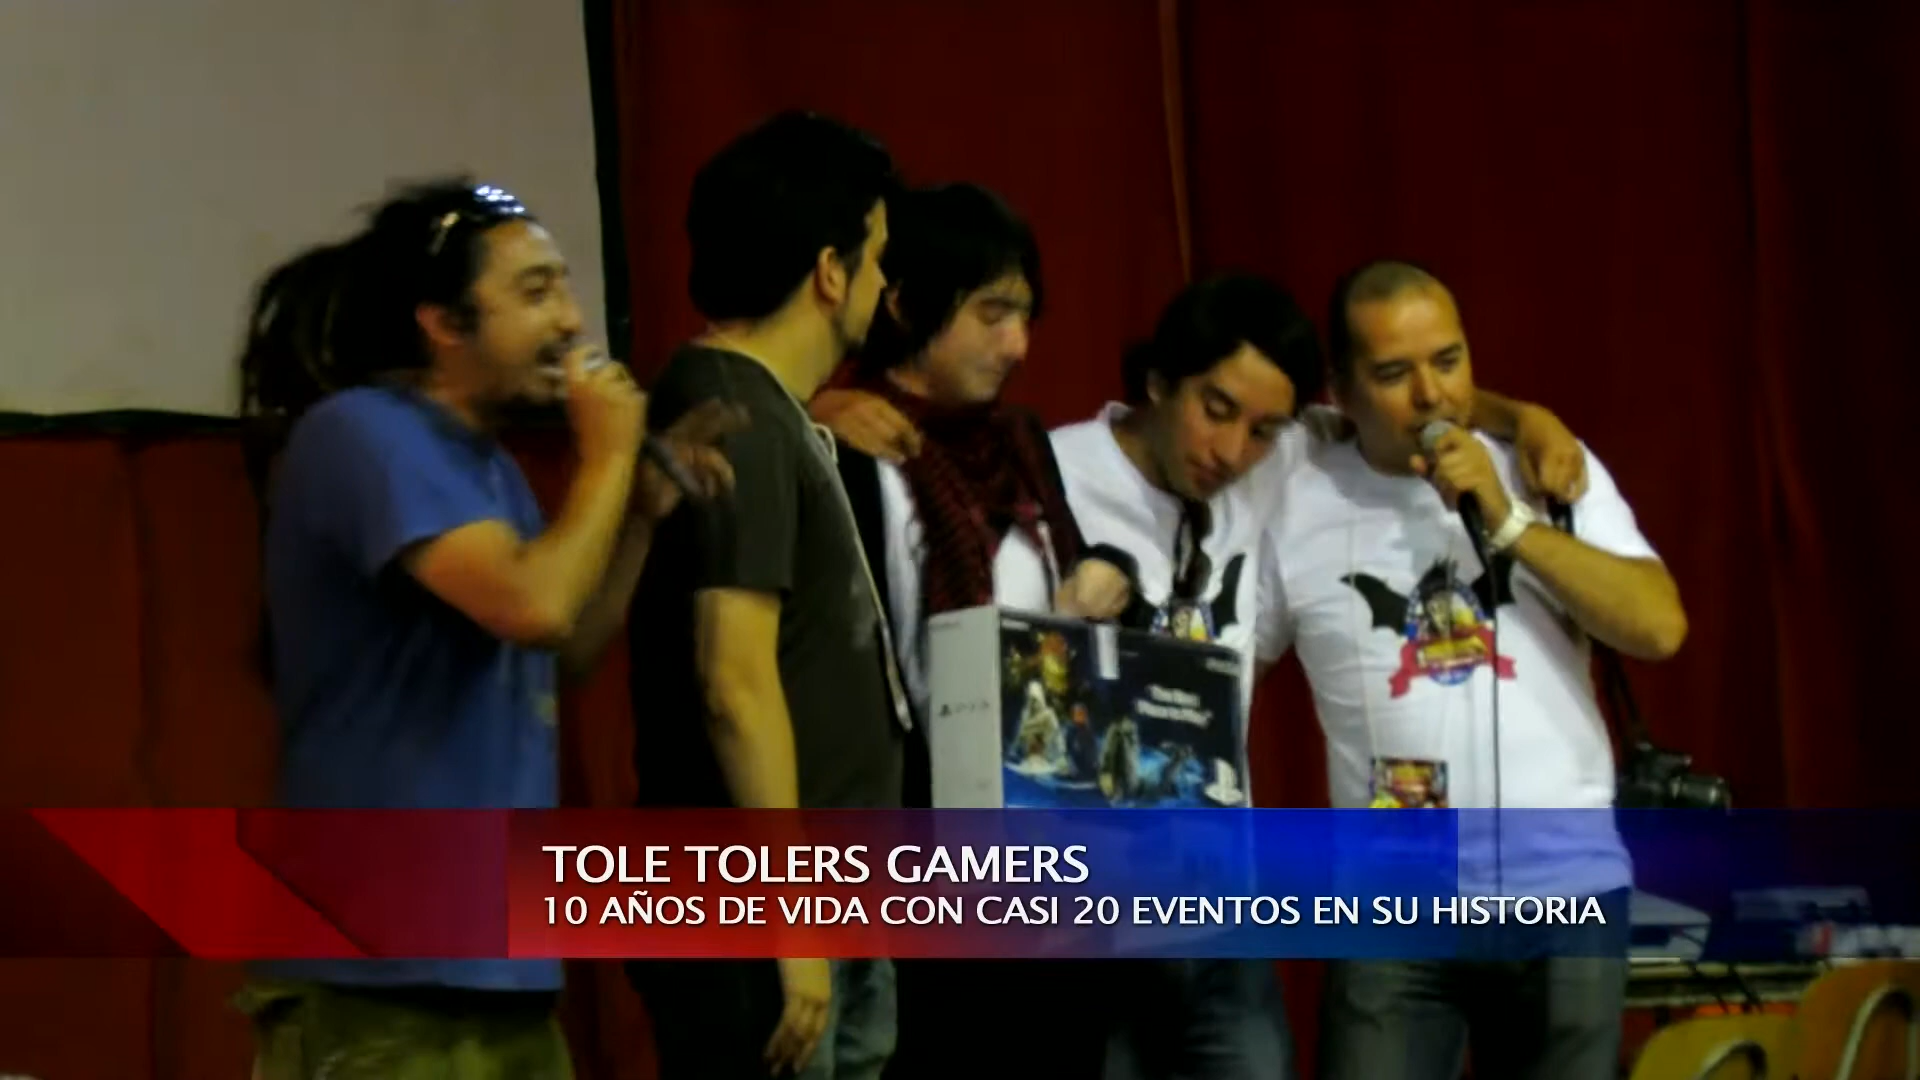 TOLE TOLERS GAMERS
10 AÑOS DE VIDA CON CASI 20 EVENTOS EN SU HISTORIA